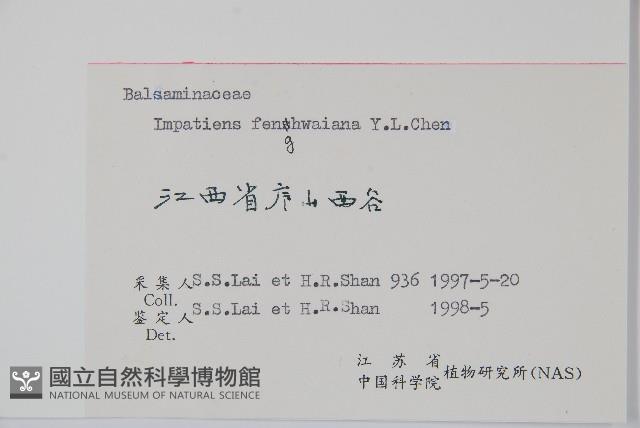 Balsaminaceae
Impatiens fenghwaiana Y.L.Chen
江西省庐山西谷
采集人 S.S.Lai et H.R.Shan 936 1997-5-20
Coll.
鉴定人 S.S.Lai et H.R.Shan 1998-5
Det.
江苏省
中国科学院 植物研究所(NAS)
國立自然科學博物館
NATIONAL MUSEUM OF NATURAL SCIENCE